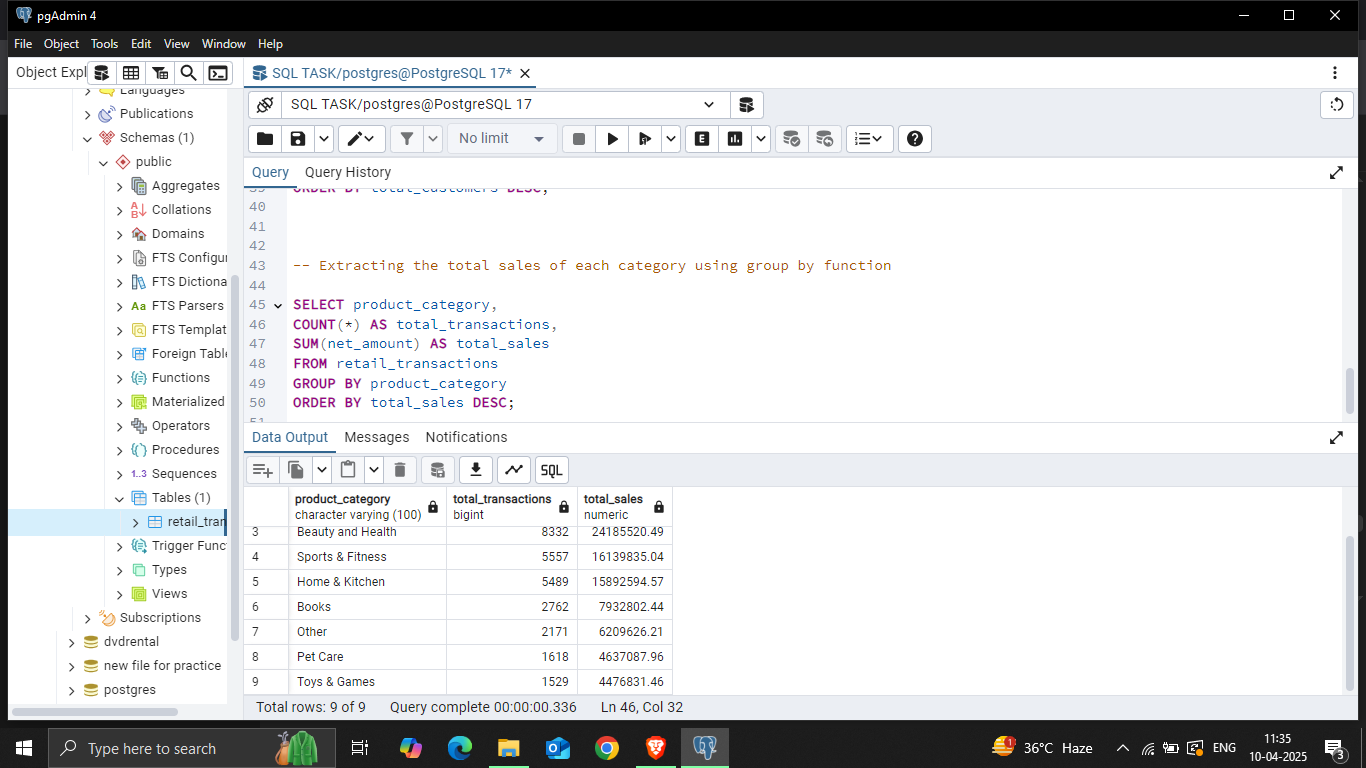 pgAdmin 4
File Object Tools Edit View Window Help
Object Expl
SQL TASK/postgres@PostgreSQL 17*
Languages
Publications
Schemas (1)
public
Aggregates
Collations
Domains
FTS Configur
FTS Dictiona
FTS Parsers
FTS Templat
Foreign Table
Functions
Materialized
Operators
Procedures
1..3 Sequences
Tables (1)
retail_tran
Trigger Func
Types
Views
Subscriptions
dvdrental
new file for practice
postgres
SQL TASK/postgres@PostgreSQL 17
No limit
E
Query Query History
39 ORDER BY total_customers DESC;
40
41
42
43 -- Extracting the total sales of each category using group by function
44
45 SELECT product_category,
46 COUNT(*) AS total_transactions,
47 SUM(net_amount) AS total_sales
48 FROM retail_transactions
49 GROUP BY product_category
50 ORDER BY total_sales DESC;
51
Data Output Messages Notifications
SQL
product_category total_transactions total_sales
character varying (100) bigint numeric
3 Beauty and Health 8332 24185520.49
4 Sports & Fitness 5557 16139835.04
5 Home & Kitchen 5489 15892594.57
6 Books 2762 7932802.44
7 Other 2171 6209626.21
8 Pet Care 1618 4637087.96
9 Toys & Games 1529 4476831.46
Total rows: 9 of 9 Query complete 00:00:00.336 Ln 46, Col 32
Type here to search
36°C Haze
ENG
11:35
10-04-2025
3